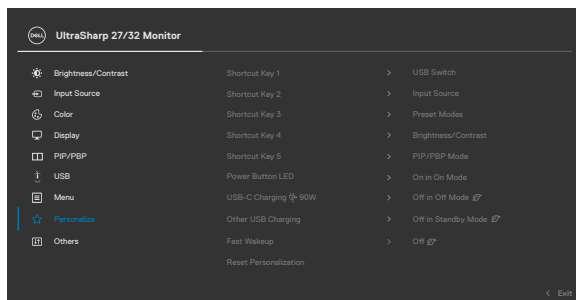 DELL UltraSharp 27/32 Monitor
Brightness/Contrast Shortcut Key 1 > USB Switch
Input Source Shortcut Key 2 > Input Source
Color Shortcut Key 3 > Preset Modes
Display Shortcut Key 4 > Brightness/Contrast
PIP/PBP Shortcut Key 5 > PIP/PBP Mode
USB Power Button LED > On in On Mode
Menu USB-C Charging 90W > Off in Off Mode
Personalize Other USB Charging > Off in Standby Mode
Others Fast Wakeup > Off
Reset Personalization
< Exit